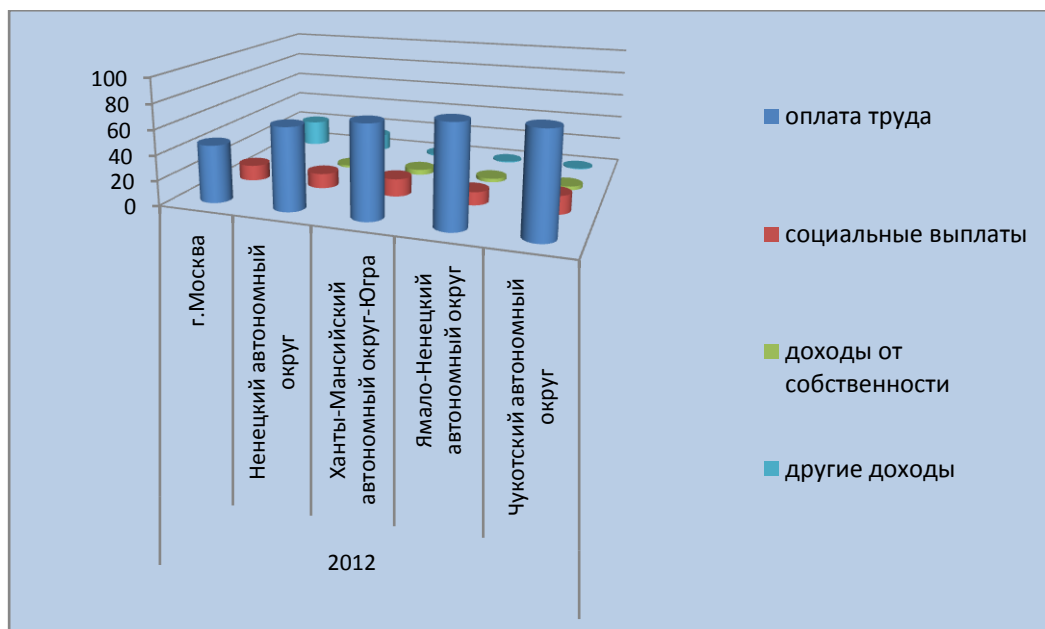 100
80
60
40
20
0
г.Москва
Ненецкий автономный
округ
Ханты-Мансийский
автономный округ-Югра
Ямало-Ненецкий
автономный округ
Чукотский автономный
округ
2012
оплата труда
социальные выплаты
доходы от
собственности
другие доходы